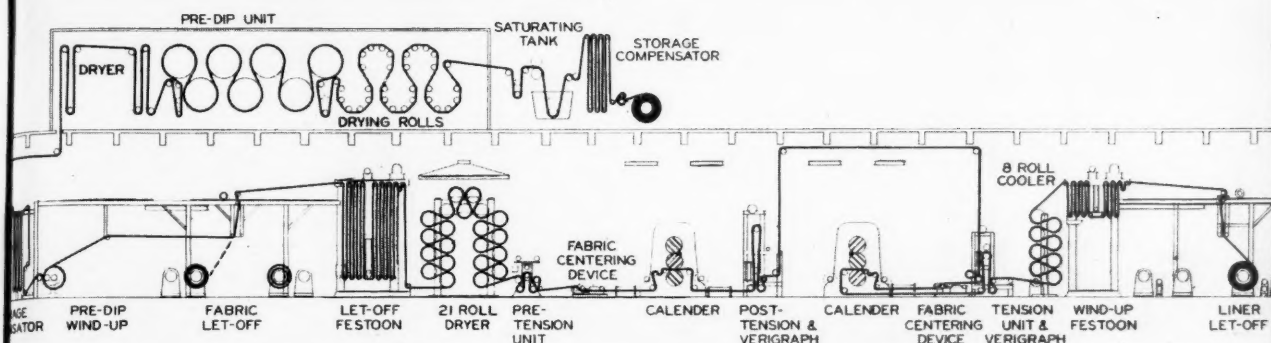 PRE-DIP UNIT
SATURATING
TANK
STORAGE
COMPENSATOR
DRYER
DRYING ROLLS
8 ROLL
COOLER
FABRIC
CENTERING
DEVICE
PRE-DIP
WIND-UP
FABRIC
LET-OFF
LET-OFF
FESTOON
21 ROLL
DRYER
PRE-
TENSION
UNIT
CALENDER
POST-
TENSION &
VERIGRAPH
CALENDER
FABRIC
CENTERING
DEVICE
TENSION
UNIT &
VERIGRAPH
WIND-UP
FESTOON
LINER
LET-OFF